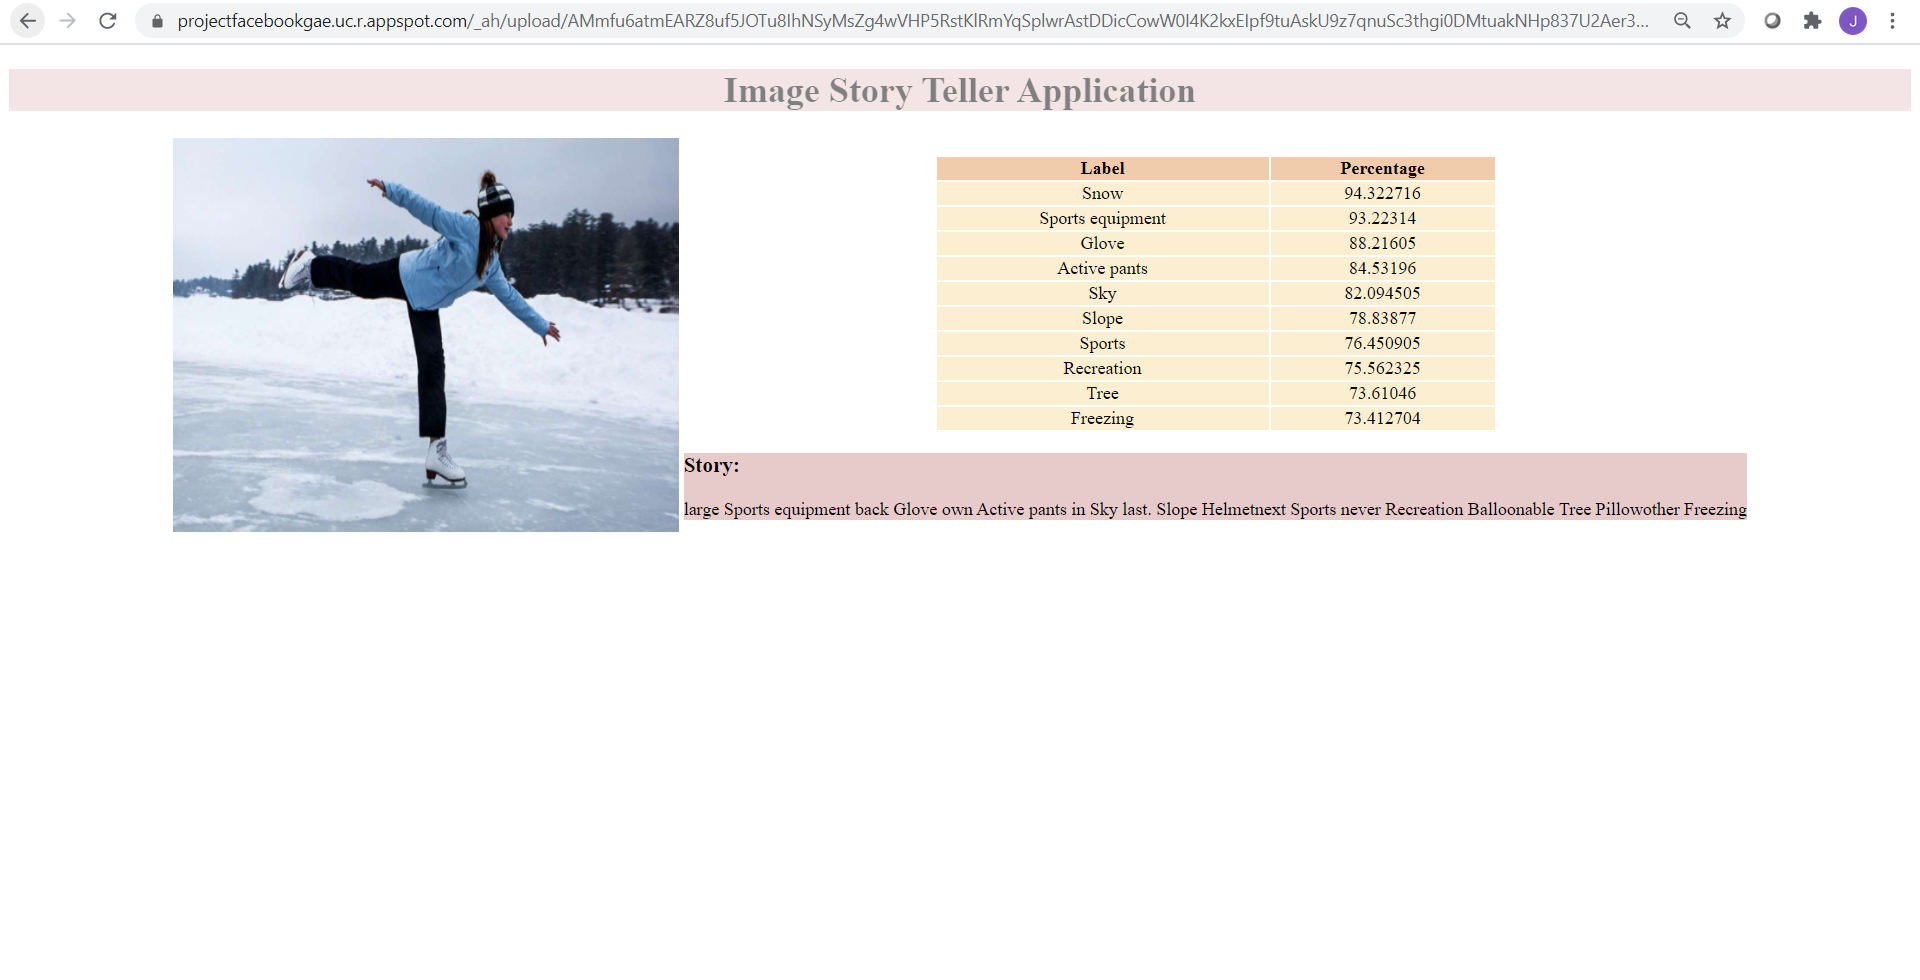 projectfacebookgae.uc.r.appspot.com/_ah/upload/AMmfu6atmEARZ8uf5JOTu8IhNSyMsZg4wVHP5RstKlRmYqSplwrAstDDicCowW0I4K2kxEIpf9tuAskU9z7qnuSc3thgi0DMtuakNHp837U2Aer3...
J
Image Story Teller Application
Label Percentage
Snow 94.322716
Sports equipment 93.22314
Glove 88.21605
Active pants 84.53196
Sky 82.094505
Slope 78.83877
Sports 76.450905
Recreation 75.562325
Tree 73.61046
Freezing 73.412704
Story:
large Sports equipment back Glove own Active pants in Sky last. Slope Helmetnext Sports never Recreation Balloonable Tree Pillowother Freezing